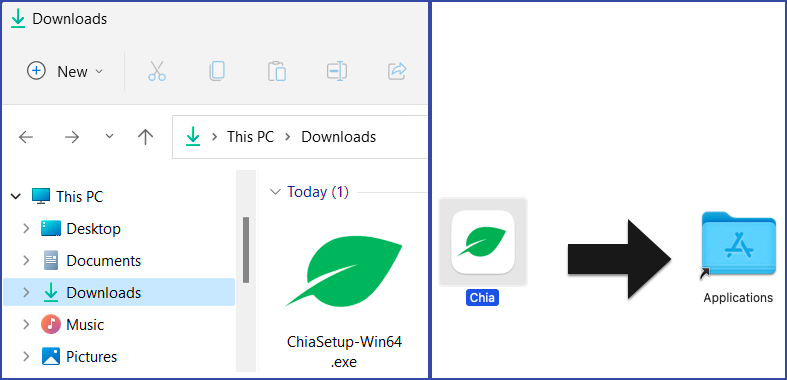 Downloads
New
This PC
Downloads
This PC
Desktop
Documents
Downloads
Music
Pictures
Today (1)
ChiaSetup-Win64
.exe
Chia
Applications